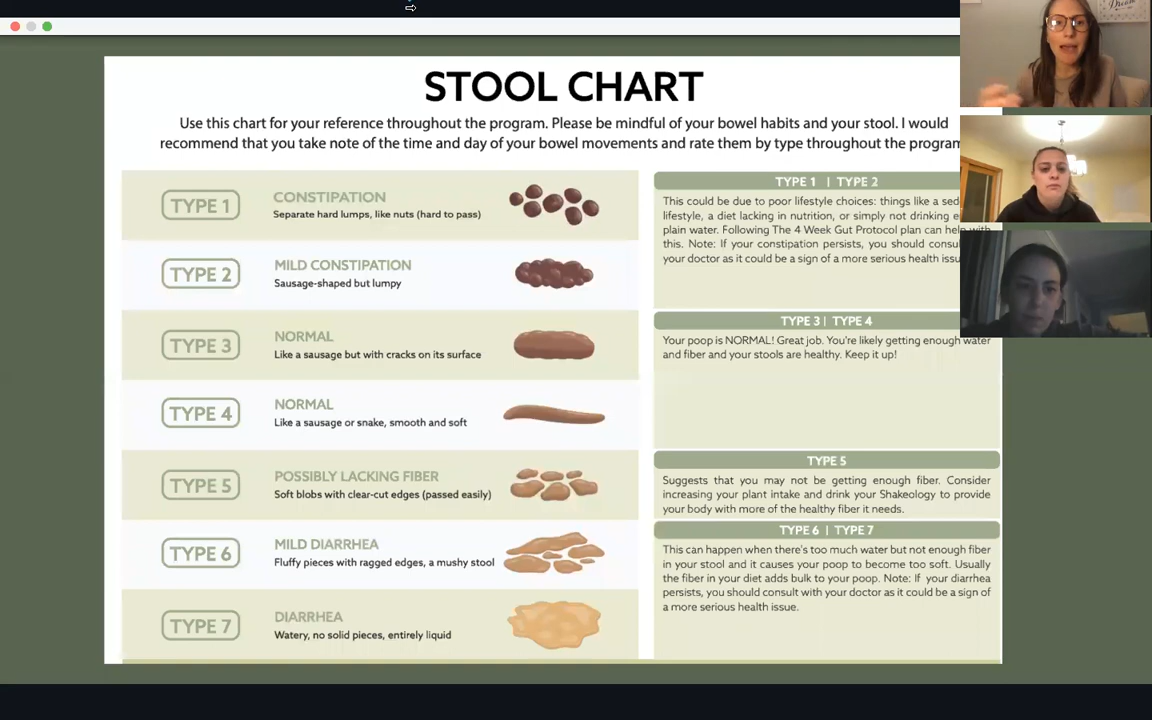 Dream
STOOL CHART
Use this chart for your reference throughout the program. Please be mindful of your bowel habits and your stool. I would
recommend that you take note of the time and day of your bowel movements and rate them by type throughout the program
TYPE 1
CONSTIPATION
Separate hard lumps, like nuts (hard to pass)
TYPE 2
MILD CONSTIPATION
Sausage-shaped but lumpy
TYPE 3
NORMAL
Like a sausage but with cracks on its surface
TYPE 4
NORMAL
Like a sausage or snake, smooth and soft
TYPE 5
POSSIBLY LACKING FIBER
Soft blobs with clear-cut edges (passed easily)
TYPE 6
MILD DIARRHEA
Fluffy pieces with ragged edges, a mushy stool
TYPE 7
DIARRHEA
Watery, no solid pieces, entirely liquid
TYPE 1 | TYPE 2
This could be due to poor lifestyle choices: things like a
lifestyle, a diet lacking in nutrition, or simply not drinking
plain water. Following The 4 Week Gut Protocol plan can help with
this. Note: If your constipation persists, you should
your doctor as it could be a sign of a more serious health
TYPE 3 | TYPE 4
Your poop is NORMAL! Great job. You're likely getting enough water
and fiber and your stools are healthy. Keep it up!
TYPE 5
Suggests that you may not be getting enough fiber. Consider
increasing your plant intake and drink your Shakeology to provide
your body with more of the healthy fiber it needs.
TYPE 6 | TYPE 7
This can happen when there's too much water but not enough fiber
in your stool and it causes your poop to become too soft. Usually
the fiber in your diet adds bulk to your poop. Note: If your diarrhea
persists, you should consult with your doctor as it could be a sign of
a more serious health issue.